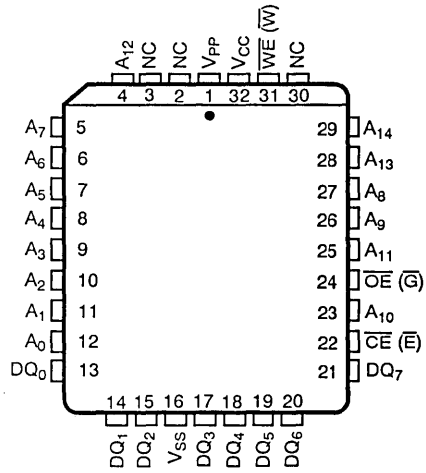 A12 NC NC VPP VCC WE (W) NC
4 3 2 1 32 31 30
A7 5 29 A14
A6 6 28 A13
A5 7 27 A8
A4 8 26 A9
A3 9 25 A11
A2 10 24 OE (G)
A1 11 23 A10
A0 12 22 CE (E)
DQ0 13 21 DQ7
14 15 16 17 18 19 20
DQ1 DQ2 VSS DQ3 DQ4 DQ5 DQ6